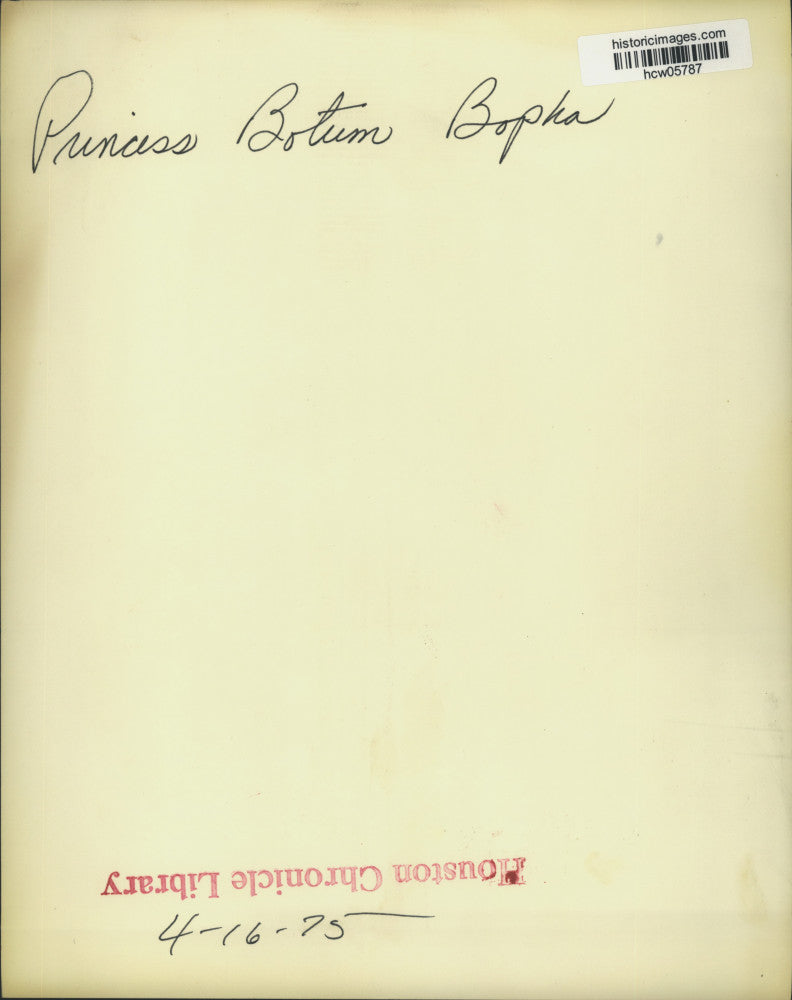 historicimages.com
hcw05787
Princess Botum Bopha
Houston Chronicle Library
4-16-75